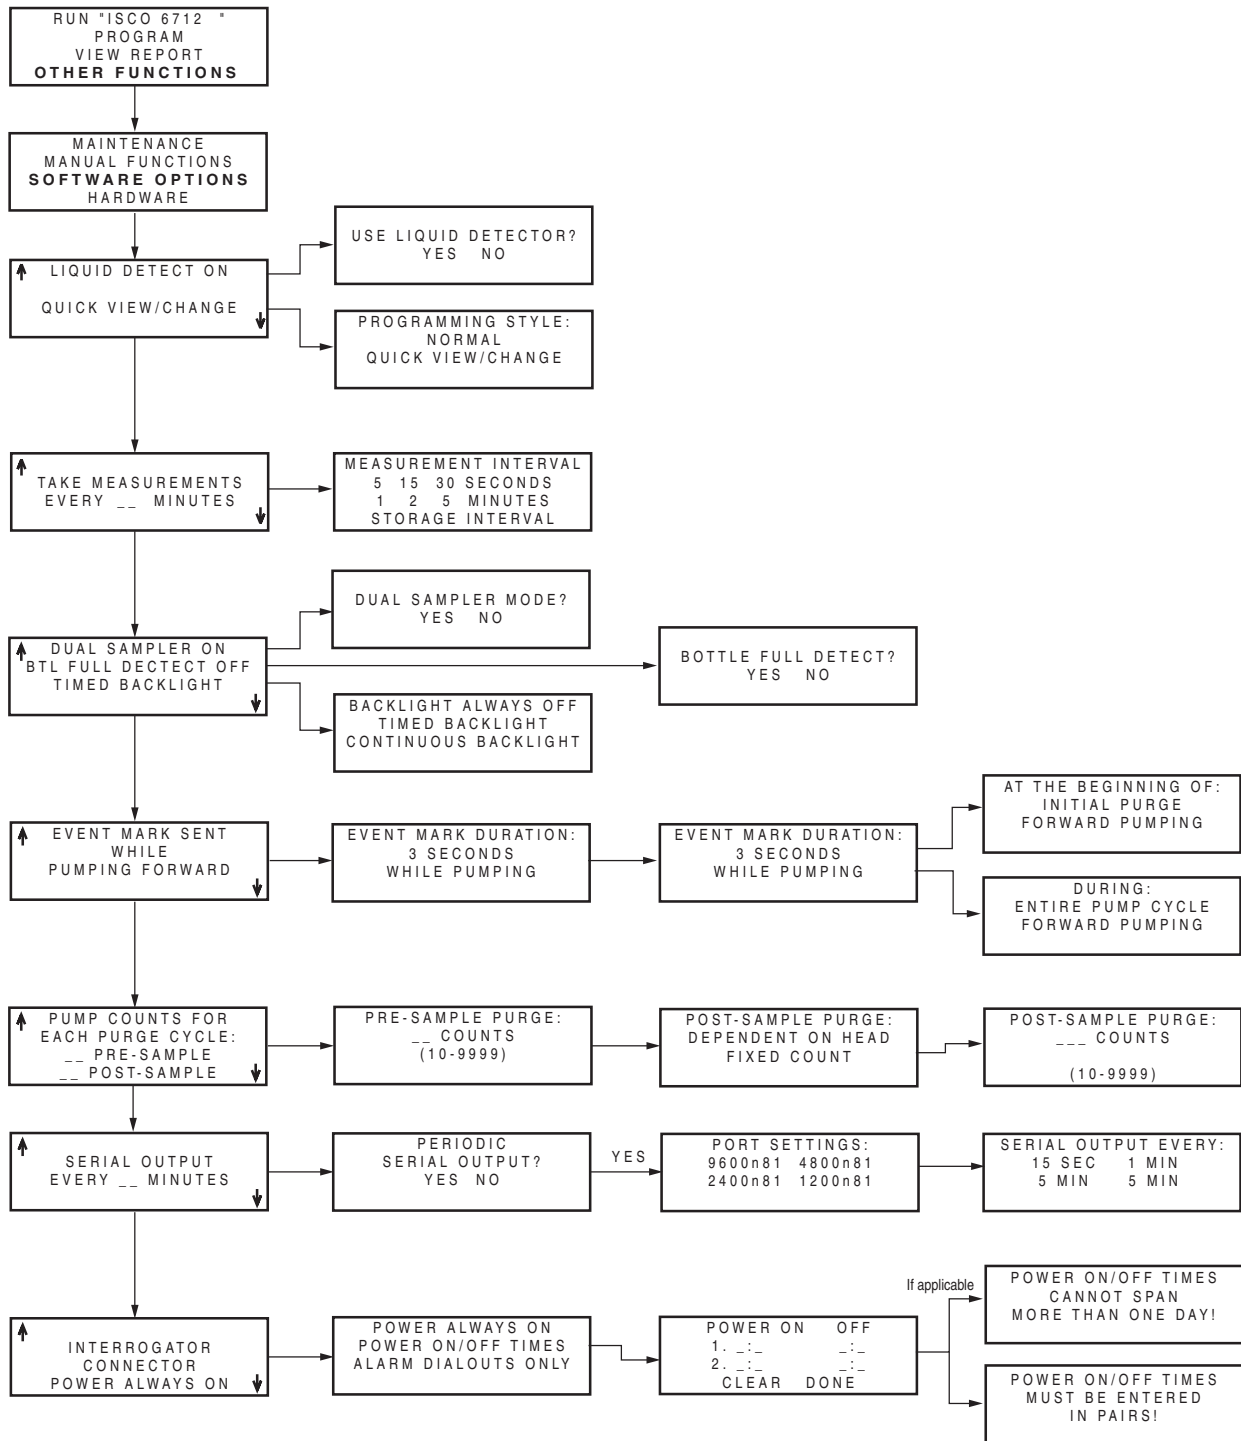 RUN "ISCO 6712 "
PROGRAM
VIEW REPORT
OTHER FUNCTIONS
MAINTENANCE
MANUAL FUNCTIONS
SOFTWARE OPTIONS
HARDWARE
LIQUID DETECT ON
QUICK VIEW/CHANGE
USE LIQUID DETECTOR?
YES NO
PROGRAMMING STYLE:
NORMAL
QUICK VIEW/CHANGE
TAKE MEASUREMENTS
EVERY __ MINUTES
MEASUREMENT INTERVAL
5 15 30 SECONDS
1 2 5 MINUTES
STORAGE INTERVAL
DUAL SAMPLER ON
BTL FULL DECTECT OFF
TIMED BACKLIGHT
DUAL SAMPLER MODE?
YES NO
BOTTLE FULL DETECT?
YES NO
BACKLIGHT ALWAYS OFF
TIMED BACKLIGHT
CONTINUOUS BACKLIGHT
EVENT MARK SENT
WHILE
PUMPING FORWARD
EVENT MARK DURATION:
3 SECONDS
WHILE PUMPING
EVENT MARK DURATION:
3 SECONDS
WHILE PUMPING
AT THE BEGINNING OF:
INITIAL PURGE
FORWARD PUMPING
DURING:
ENTIRE PUMP CYCLE
FORWARD PUMPING
PUMP COUNTS FOR
EACH PURGE CYCLE:
__ PRE-SAMPLE
__ POST-SAMPLE
PRE-SAMPLE PURGE:
__ COUNTS
(10-9999)
POST-SAMPLE PURGE:
DEPENDENT ON HEAD
FIXED COUNT
POST-SAMPLE PURGE:
___ COUNTS
(10-9999)
SERIAL OUTPUT
EVERY __ MINUTES
PERIODIC
SERIAL OUTPUT?
YES NO
YES
PORT SETTINGS:
9600n81 4800n81
2400n81 1200n81
SERIAL OUTPUT EVERY:
15 SEC 1 MIN
5 MIN 5 MIN
INTERROGATOR
CONNECTOR
POWER ALWAYS ON
POWER ALWAYS ON
POWER ON/OFF TIMES
ALARM DIALOUTS ONLY
POWER ON OFF
1. _:_ _:_
2. _:_ _:_
CLEAR DONE
If applicable
POWER ON/OFF TIMES
CANNOT SPAN
MORE THAN ONE DAY!
POWER ON/OFF TIMES
MUST BE ENTERED
IN PAIRS!